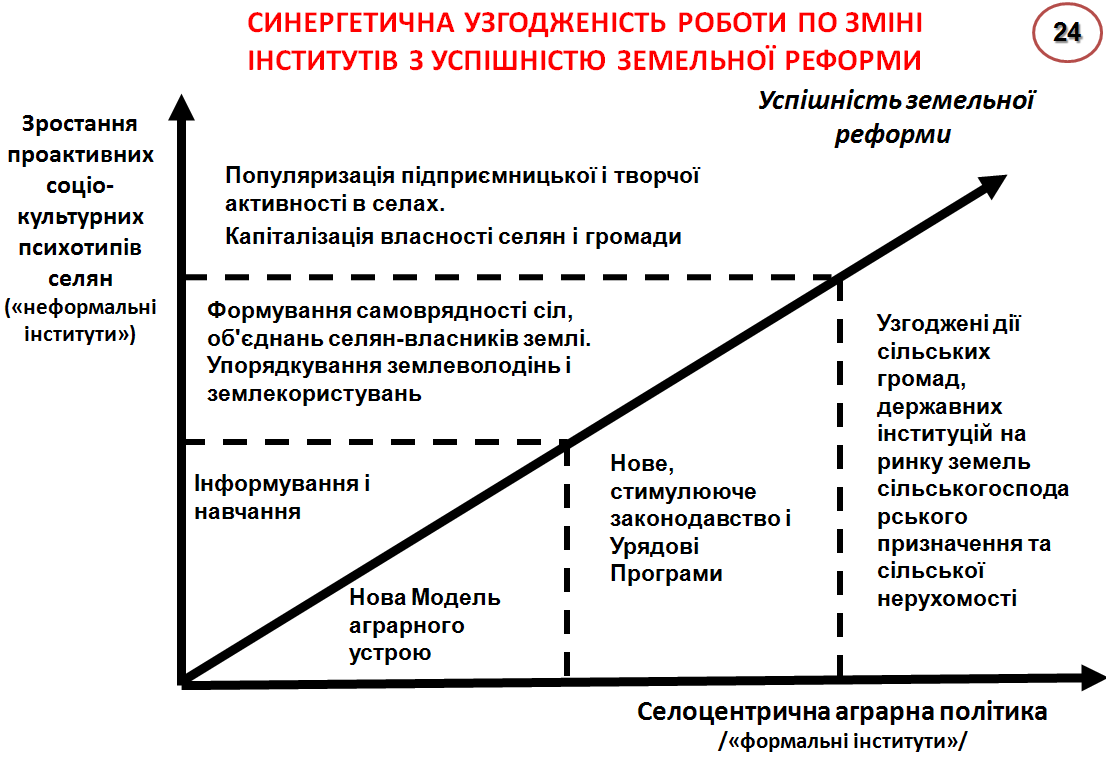 СИНЕРГЕТИЧНА УЗГОДЖЕНІСТЬ РОБОТИ ПО ЗМІНІ
ІНСТИТУТІВ З УСПІШНІСТЮ ЗЕМЕЛЬНОЇ РЕФОРМИ
24
Зростання
проактивних
соціо-
культурних
психотипів
селян
(«неформальні
інститути»)
Успішність земельної
реформи
Популяризація підприємницької і творчої
активності в селах.
Капіталізація власності селян і громади
Формування самоврядності сіл,
об'єднань селян-власників землі.
Упорядкування землеволодінь і
землекористувань
Інформування і
навчання
Нова Модель
аграрного
устрою
Нове,
стимулююче
законодавство і
Урядові
Програми
Узгоджені дії
сільських
громад,
державних
інституцій на
ринку земель
сільськогоспода
рського
призначення та
сільської
нерухомості
Селоцентрична аграрна політика
/«формальні інститути»/